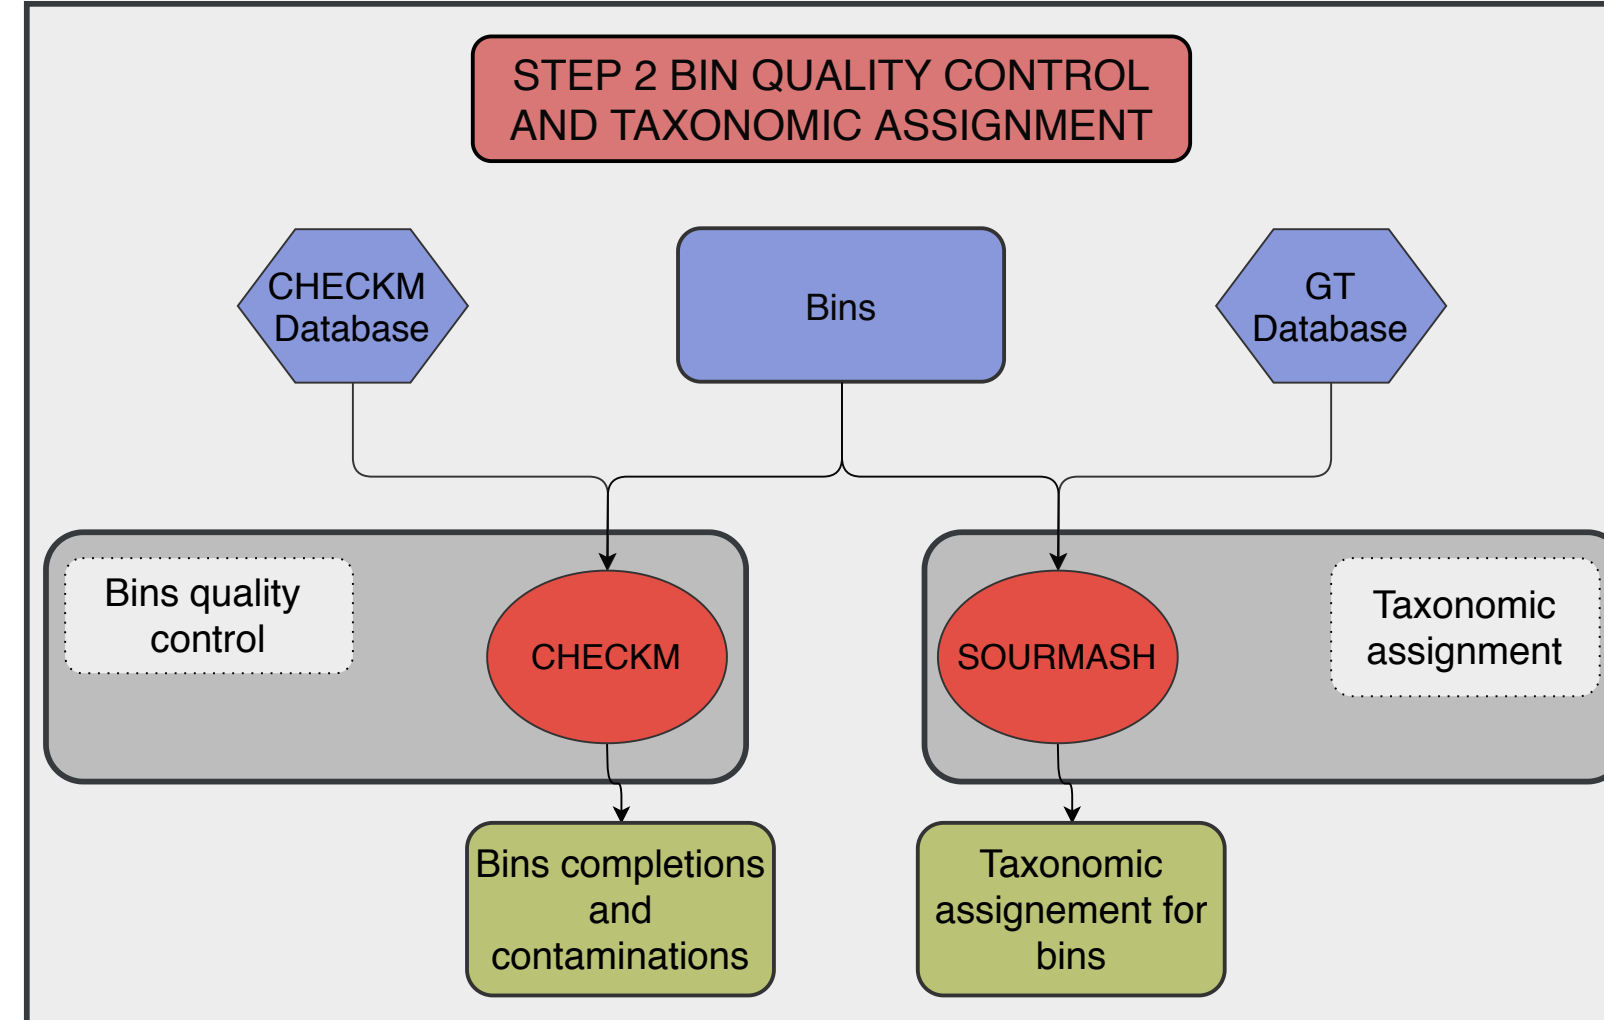 STEP 2 BIN QUALITY CONTROL
AND TAXONOMIC ASSIGNMENT
CHECKM
Database
Bins
GT
Database
Bins quality
control
CHECKM
SOURMASH
Taxonomic
assignment
Bins completions
and
contaminations
Taxonomic
assignement for
bins